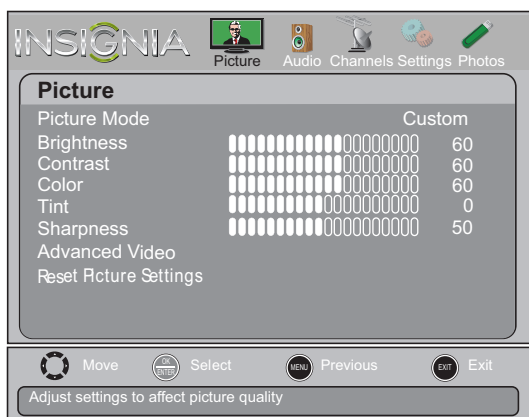 INSIGNIA
Picture Audio Channels Settings Photos
Picture
Picture Mode Custom
Brightness 60
Contrast 60
Color 60
Tint 0
Sharpness 50
Advanced Video
Reset Picture Settings
Move OK ENTER Select MENU Previous EXIT Exit
Adjust settings to affect picture quality